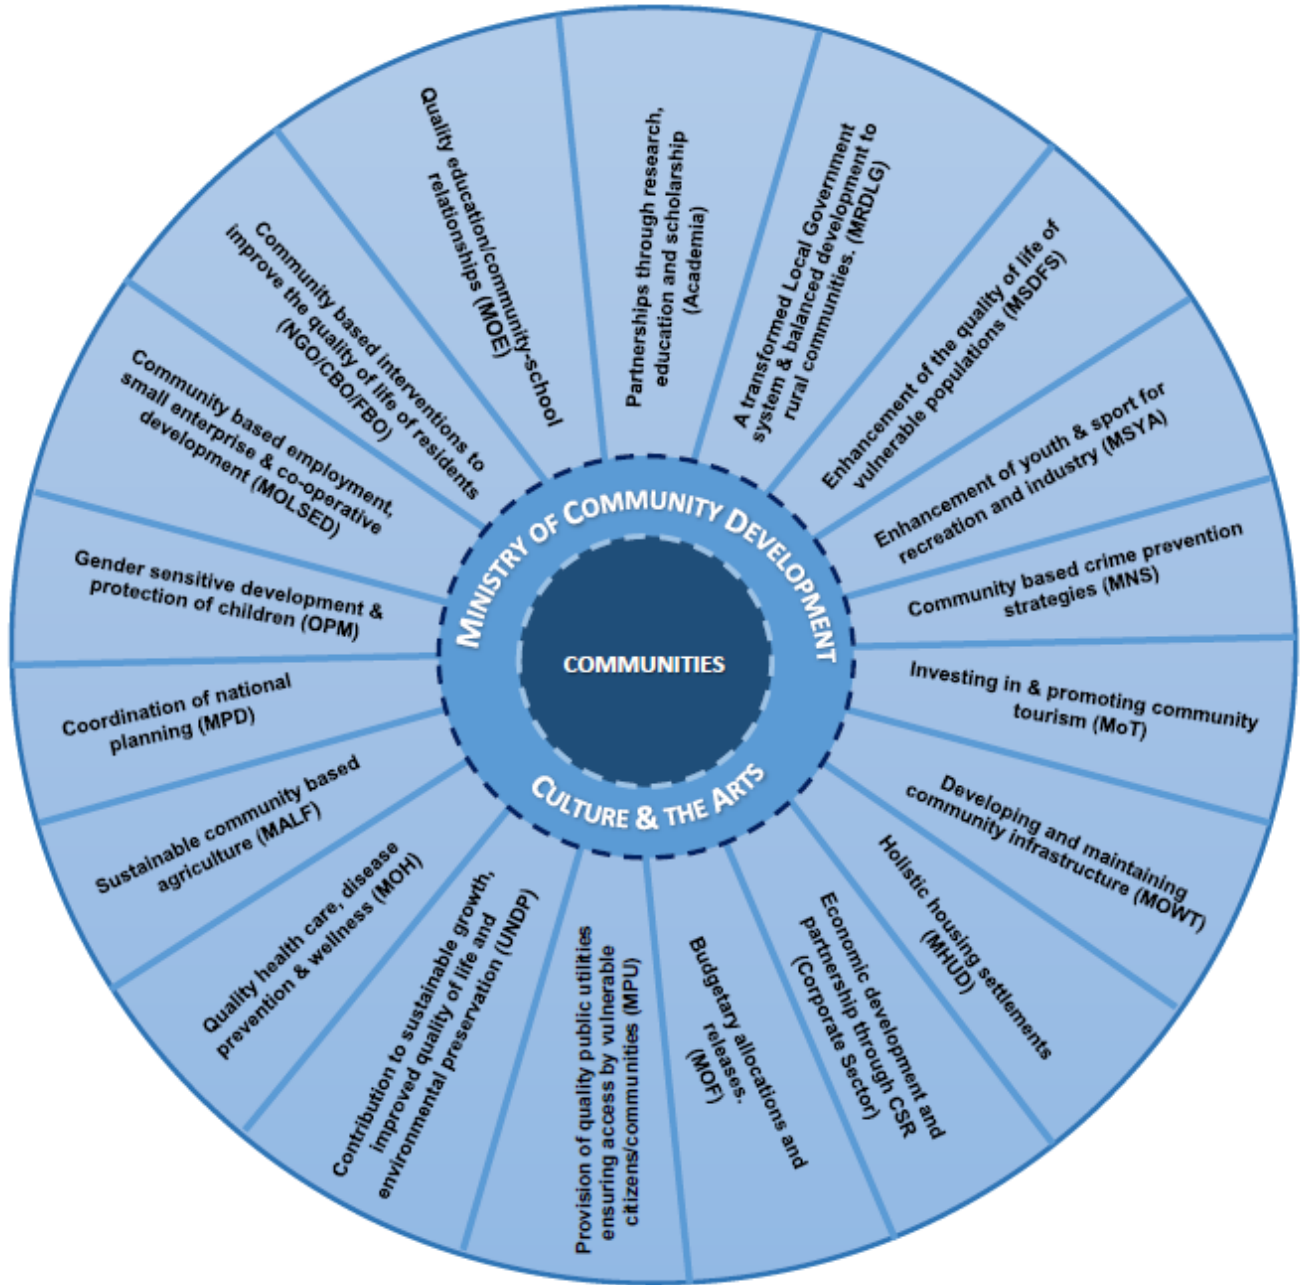 Partnerships through research,
education and scholarship
(Academia)
A transformed Local Government
system & balanced development to
rural communities. (MRDLG)
Enhancement of the quality of life of
vulnerable populations (MSDFS)
Enhancement of youth & sport for
recreation and industry (MSYA)
Community based crime prevention
strategies (MNS)
Investing in & promoting community
tourism (MoT)
Developing and maintaining
community infrastructure (MOWT)
Holistic housing settlements
(MHUD)
Economic development and
partnership through CSR
(Corporate Sector)
Budgetary allocations and
releases.
(MOF)
Provision of quality public utilities
ensuring access by vulnerable
citizens/communities (MPU)
Contribution to sustainable growth,
improved quality of life and
environmental preservation (UNDP)
Quality health care, disease
prevention & wellness (MOH)
Sustainable community based
agriculture (MALF)
Coordination of national
planning (MPD)
Gender sensitive development &
protection of children (OPM)
Community based employment,
small enterprise & co-operative
development (MOLSED)
Community based interventions to
improve the quality of life of residents
(NGO/CBO/FBO)
Quality education/community-school
relationships (MOE)
MINISTRY OF COMMUNITY DEVELOPMENT
CULTURE & THE ARTS
COMMUNITIES